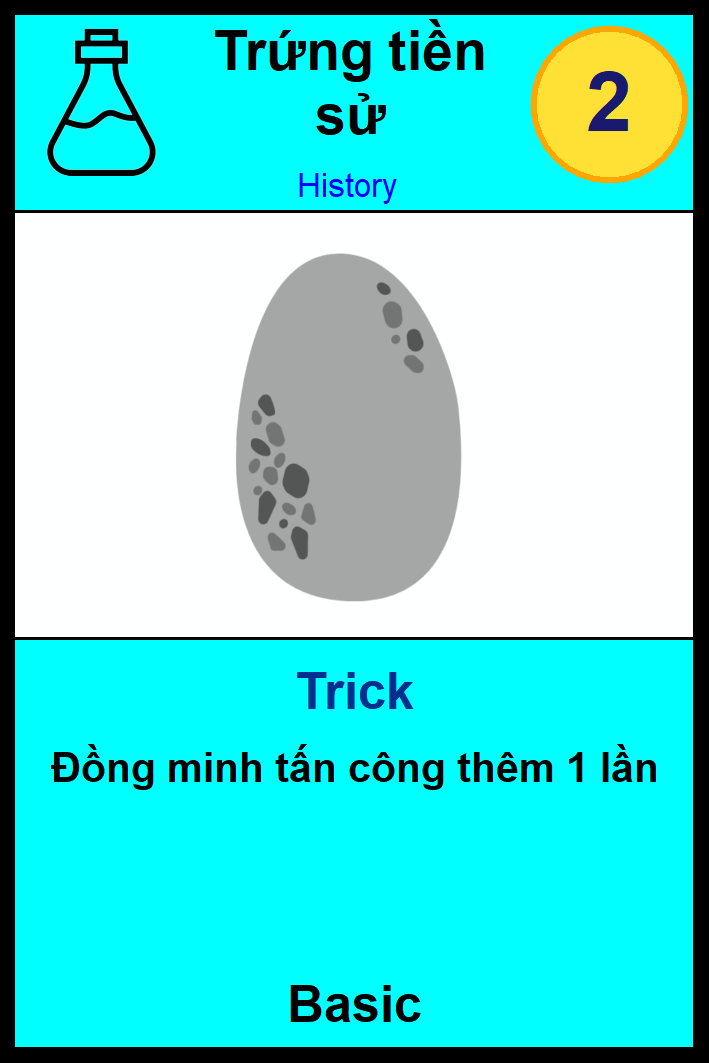 Trứng tiền
sử
2
History
Trick
Đồng minh tấn công thêm 1 lần
Basic